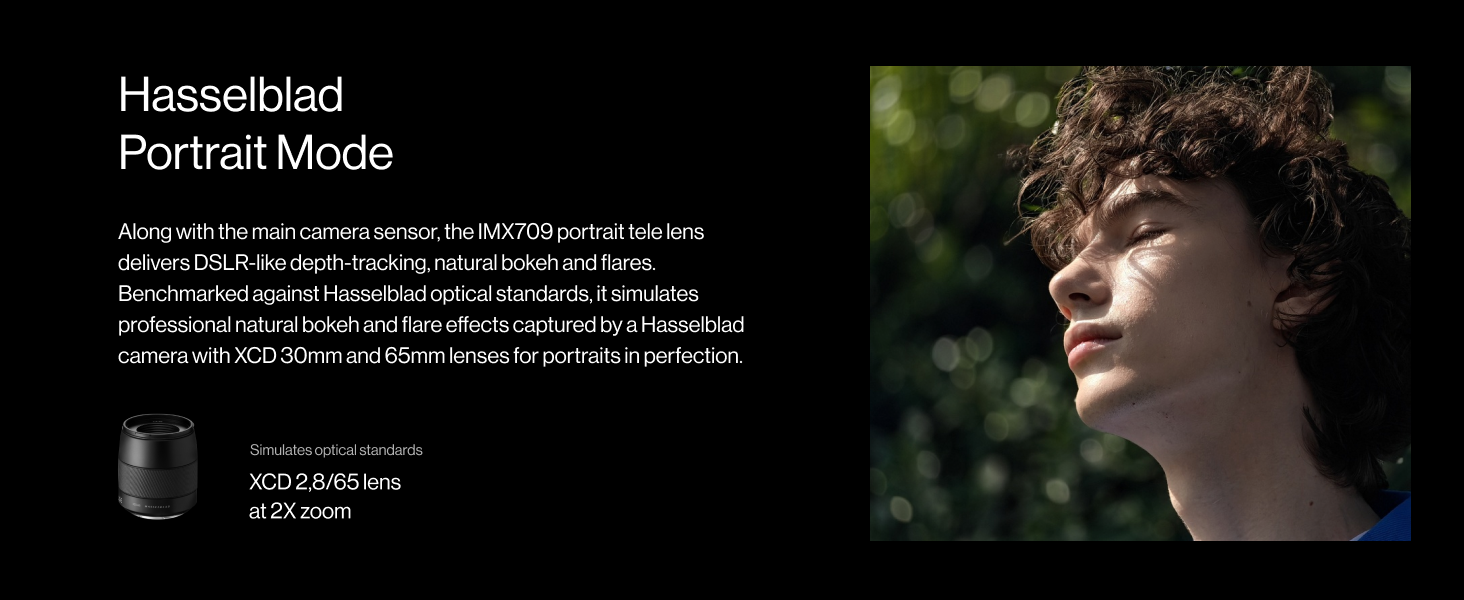 Hasselblad
Portrait Mode
Along with the main camera sensor, the IMX709 portrait tele lens
delivers DSLR-like depth-tracking, natural bokeh and flares.
Benchmarked against Hasselblad optical standards, it simulates
professional natural bokeh and flare effects captured by a Hasselblad
camera with XCD 30mm and 65mm lenses for portraits in perfection.
Simulates optical standards
XCD 2,8/65 lens
at 2X zoom